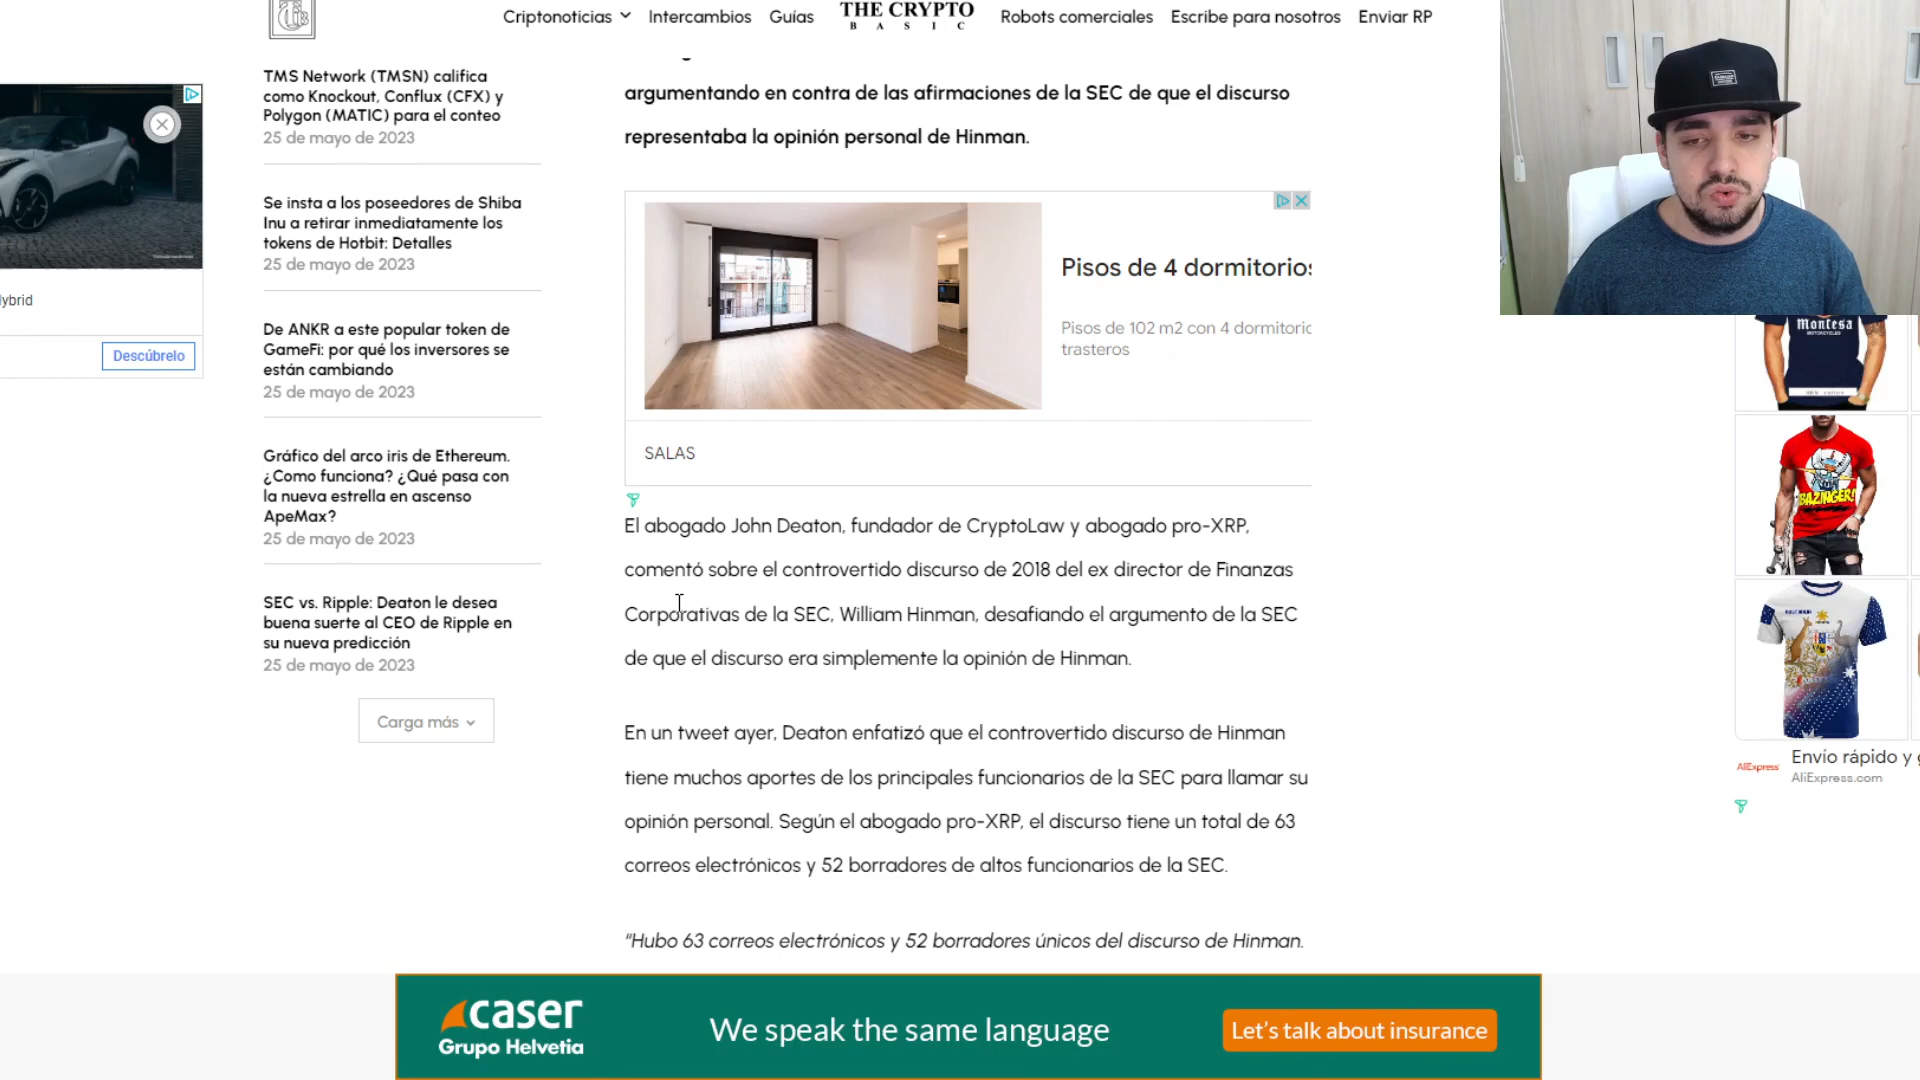 Criptonoticias
Intercambios
Guías
THE CRYPTO
BASIC
Robots comerciales
Escribe para nosotros
Enviar RP
TMS Network (TMSN) califica
como Knockout, Conflux (CFX) y
Polygon (MATIC) para el conteo
25 de mayo de 2023
Se insta a los poseedores de Shiba
Inu a retirar inmediatamente los
tokens de Hotbit: Detalles
25 de mayo de 2023
De ANKR a este popular token de
GameFi: por qué los inversores se
están cambiando
25 de mayo de 2023
Gráfico del arco iris de Ethereum.
¿Como funciona? ¿Qué pasa con
la nueva estrella en ascenso
ApeMax?
25 de mayo de 2023
SEC vs. Ripple: Deaton le desea
buena suerte al CEO de Ripple en
su nueva predicción
25 de mayo de 2023
Carga más
ybrid
Descúbrelo
argumentando en contra de las afirmaciones de la SEC de que el discurso
representaba la opinión personal de Hinman.
Pisos de 4 dormitorios
Pisos de 102 m2 con 4 dormitoric
trasteros
SALAS
El abogado John Deaton, fundador de CryptoLaw y abogado pro-XRP,
comentó sobre el controvertido discurso de 2018 del ex director de Finanzas
Corporativas de la SEC, William Hinman, desafiando el argumento de la SEC
de que el discurso era simplemente la opinión de Hinman.
En un tweet ayer, Deaton enfatizó que el controvertido discurso de Hinman
tiene muchos aportes de los principales funcionarios de la SEC para llamar su
opinión personal. Según el abogado pro-XRP, el discurso tiene un total de 63
correos electrónicos y 52 borradores de altos funcionarios de la SEC.
"Hubo 63 correos electrónicos y 52 borradores únicos del discurso de Hinman.
Montesa
MOTORCYCLES
BAZINGER!
AliExpress
Envío rápido y g
AliExpress.com
caser
Grupo Helvetia
We speak the same language
Let's talk about insurance